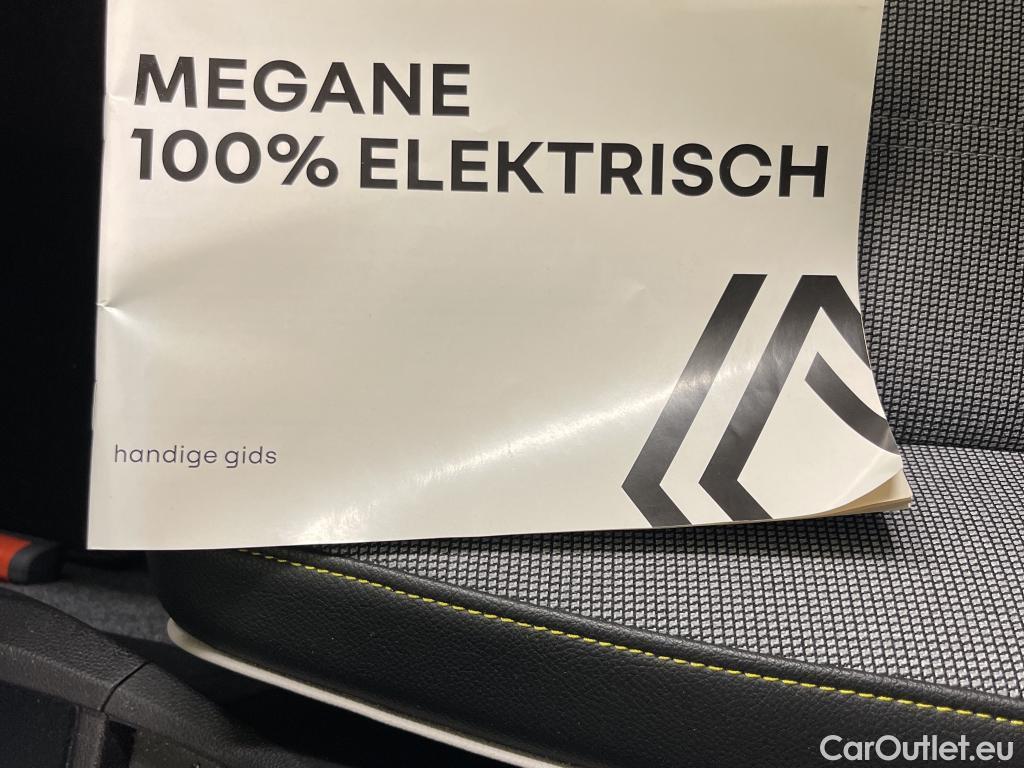 MEGANE
100% ELEKTRISCH
handige gids
CarOutlet.eu